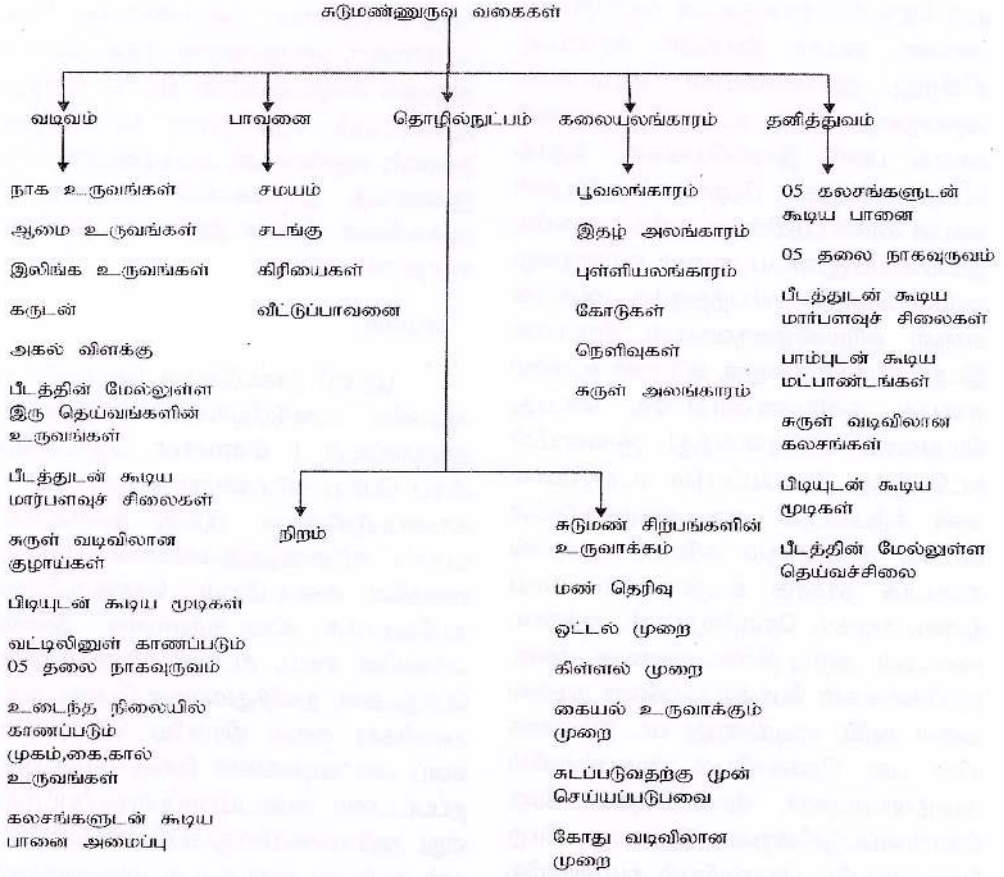 சுடுமண்ணுருவ வகைகள்
வடிவம்
பாவனை
தொழில்நுட்பம்
கலையலங்காரம்
தனித்துவம்
நாக உருவங்கள்
ஆமை உருவங்கள்
இலிங்க உருவங்கள்
கருடன்
அகல் விளக்கு
பீடத்தின் மேல்லுள்ள
இரு தெய்வங்களின்
உருவங்கள்
பீடத்துடன் கூடிய
மார்பளவுச் சிலைகள்
சுருள் வடிவிலான
குழாய்கள்
பிடியுடன் கூடிய மூடிகள்
வட்டிலினுள் காணப்படும்
05 தலை நாகவுருவம்
உடைந்த நிலையில்
காணப்படும்
முகம்,கை,கால்
உருவங்கள்
கலசங்களுடன் கூடிய
பானை அமைப்பு
சமயம்
சடங்கு
கிரியைகள்
வீட்டுப்பாவனை
நிறம்
சுடுமண் சிற்பங்களின்
உருவாக்கம்
மண் தெரிவு
ஒட்டல் முறை
கிள்ளல் முறை
கையல் உருவாக்கும்
முறை
சுடப்படுவதற்கு முன்
செய்யப்படுபவை
கோது வடிவிலான
முறை
பூவலங்காரம்
இதழ் அலங்காரம்
புள்ளியலங்காரம்
கோடுகள்
நெளிவுகள்
சுருள் அலங்காரம்
05 தலசங்களுடன்
கூடிய பானை
05 தலை நாகவுருவம்
பீடத்துடன் கூடிய
மார்பளவுச் சிலைகள்
பாம்புடன் கூடிய
மட்பாண்டங்கள்
சுருள் வடிவிலான
கலசங்கள்
பிடியுடன் கூடிய
மூடிகள்
பீடத்தின் மேல்லுள்ள
தெய்வச்சிலை